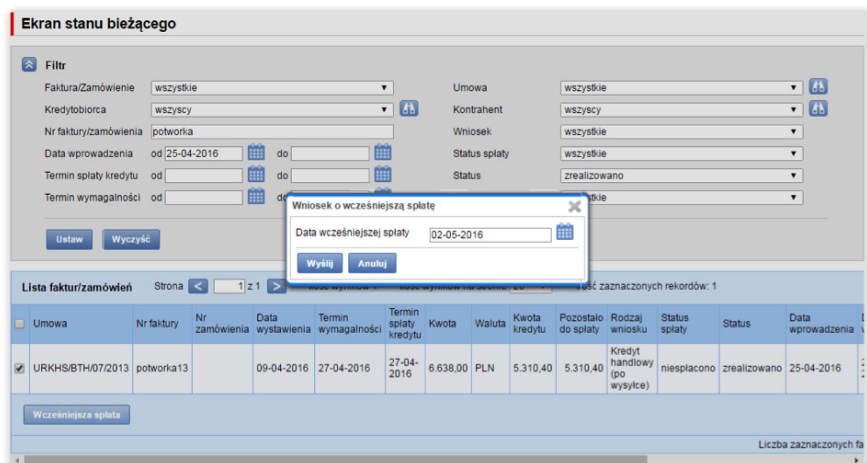 Ekran stanu bieżącego
Filtr
Faktura/Zamówienie wszystkie Umowa wszystkie
Kredytobiorca wszyscy Kontrahent wszyscy
Nr faktury/zamówienia potworka Wniosek wszystkie
Data wprowadzenia od 25-04-2016 do Status spłaty wszystkie
Termin spłaty kredytu od do Status zrealizowano
Termin wymagalności od
Wniosek o wcześniejszą spłatę
Data wcześniejszej spłaty 02-05-2016
Wyślij Anuluj
Ustaw Wyczyść
Lista faktur/zamówień Strona 1 z 1 zaznaczonych rekordów: 1
Umowa Nr faktury Nr zamówienia Data wystawienia Termin wymagalności Termin spłaty kredytu Kwota Waluta Kwota kredytu Pozostało do spłaty Rodzaj wniosku Status spłaty Status Data wprowadzenia
URKHS/BTH/07/2013 potworka13 09-04-2016 27-04-2016 27-04-2016 6.638,00 PLN 5.310,40 5.310,40 Kredyt handlowy (po wysyłce) niespłacono zrealizowano 25-04-2016
Wcześniejsza spłata
Liczba zaznaczonych fa